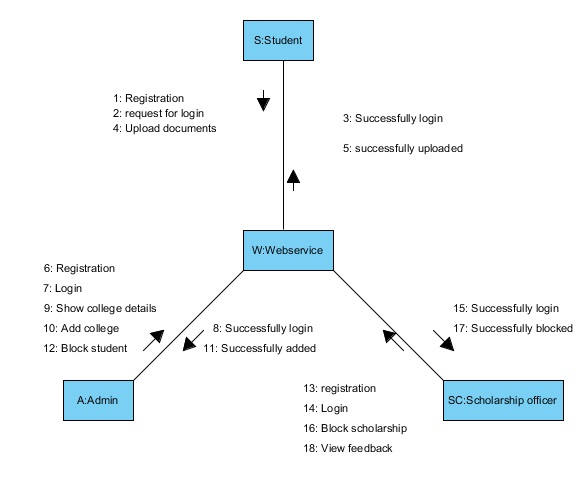 S:Student
1: Registration
2: request for login
4: Upload documents
3: Successfully login
5: successfully uploaded
W:Webservice
6: Registration
7: Login
9: Show college details
10: Add college
12: Block student
8: Successfully login
11: Successfully added
15: Successfully login
17: Successfully blocked
A:Admin
13: registration
14: Login
16: Block scholarship
18: View feedback
SC:Scholarship officer